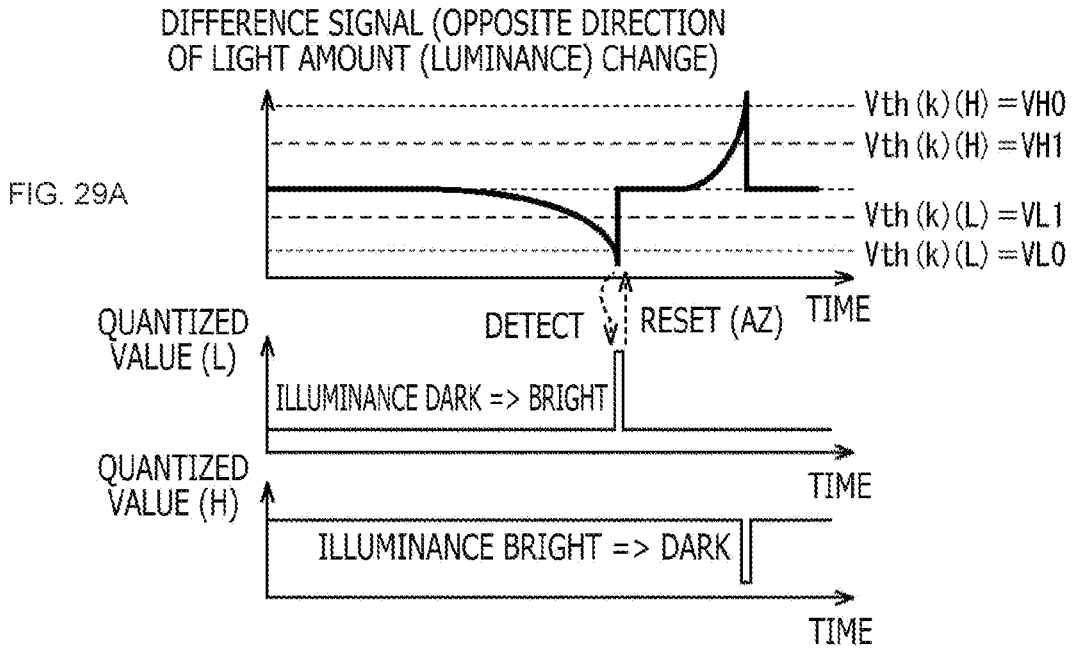 DIFFERENCE SIGNAL (OPPOSITE DIRECTION
OF LIGHT AMOUNT (LUMINANCE) CHANGE)
Vth(k)(H)=VH0
Vth(k)(H)=VH1
FIG. 29A
Vth(k)(L)=VL1
Vth(k)(L)=VL0
TIME
DETECT
RESET (AZ)
QUANTIZED
VALUE (L)
ILLUMINANCE DARK => BRIGHT
TIME
QUANTIZED
VALUE (H)
ILLUMINANCE BRIGHT => DARK
TIME